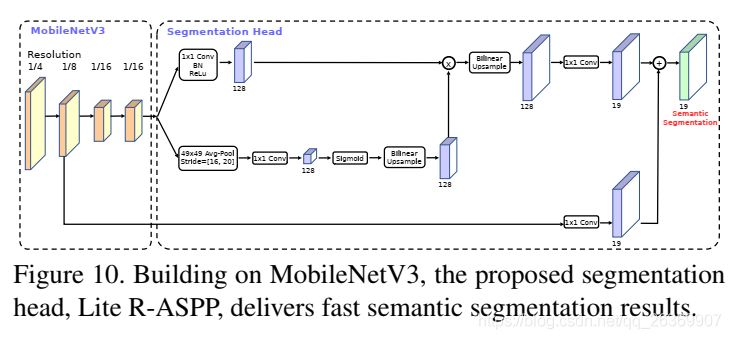 MobileNetV3
Segmentation Head
Resolution
1/4 1/8 1/16 1/16
1x1 Conv
BN
ReLu
128
x
Bilinear
Upsample
128
1x1 Conv
19
+
19
Semantic
Segmentation
49x49 Avg-Pool
Stride=[16, 20]
1x1 Conv
128
Sigmoid
Bilinear
Upsample
128
1x1 Conv
19
Figure 10. Building on MobileNetV3, the proposed segmentation
head, Lite R-ASPP, delivers fast semantic segmentation results.
https://blog.csdn.net/qq_26369907